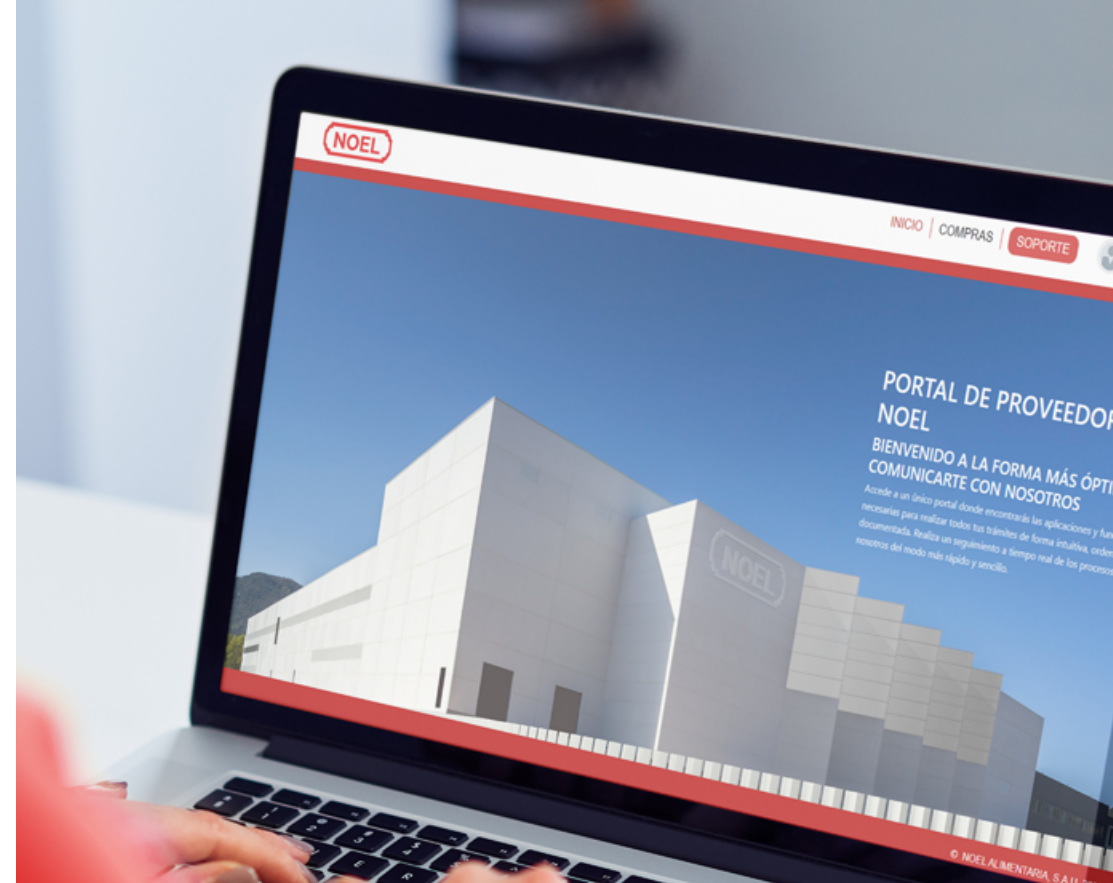 NOEL
INICIO | COMPRAS | SOPORTE
PORTAL DE PROVEEDOR
NOEL
BIENVENIDO A LA FORMA MÁS ÓPTI
COMUNICARTE CON NOSOTROS
Accede a un único portal donde encontrarás las aplicaciones y fun
necesarias para realizar todos tus trámites de forma intuitiva, orde
documentada. Realiza un seguimiento a tiempo real de los procesos
nosotros del modo más rápido y sencillo.
NOEL
© NOEL ALIMENTARIA, S.A.U.